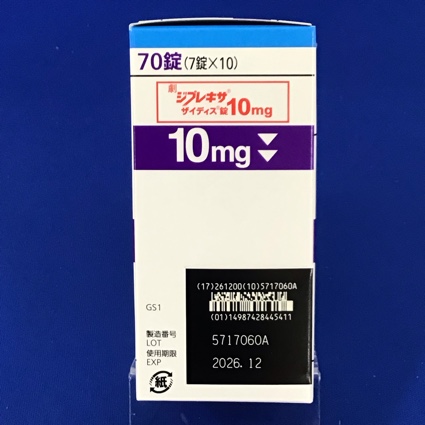 70錠(7錠×10)
劇 ジプレキサ®
ザイディス®錠10mg
10mg
(17)261200(10)5717060A
(01)14987428445411
GS1
製造番号
LOT 5717060A
使用期限
EXP 2026.12
紙